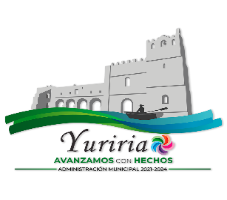 Yuriria
AVANZAMOS CON HECHOS
ADMINISTRACIÓN MUNICIPAL 2021-2024